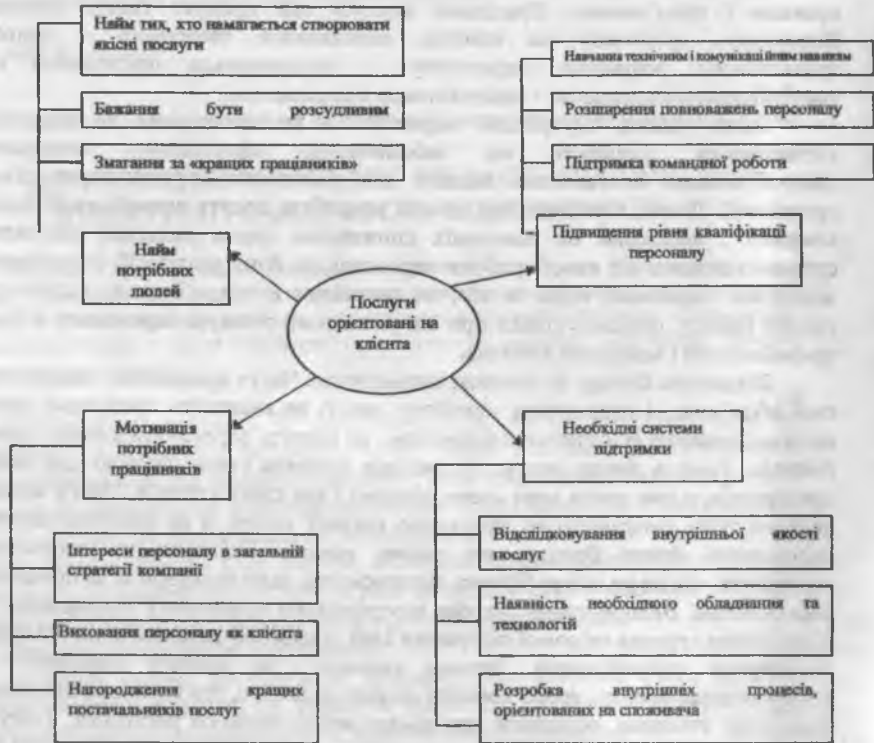 Найм тих, хто намагається створювати
якісні послуги
Бажання бути розсудливим
Змагання за «кращих працівників»
Найм
потрібних
людей
Навчання технічним і комунікаційним навикам
Розширення повноважень персоналу
Підтримка командної роботи
Підвищення рівня кваліфікації
персоналу
Послуги
орієнтовані на
клієнта
Мотивація
потрібних
працівників
Інтереси персоналу в загальній
стратегії компанії
Виховання персоналу як клієнта
Нагородження кращих
постачальників послуг
Необхідні системи
підтримки
Відслідковування внутрішньої якості
послуг
Наявність необхідного обладнання та
технологій
Розробка внутрішніх процесів,
орієнтованих на споживача